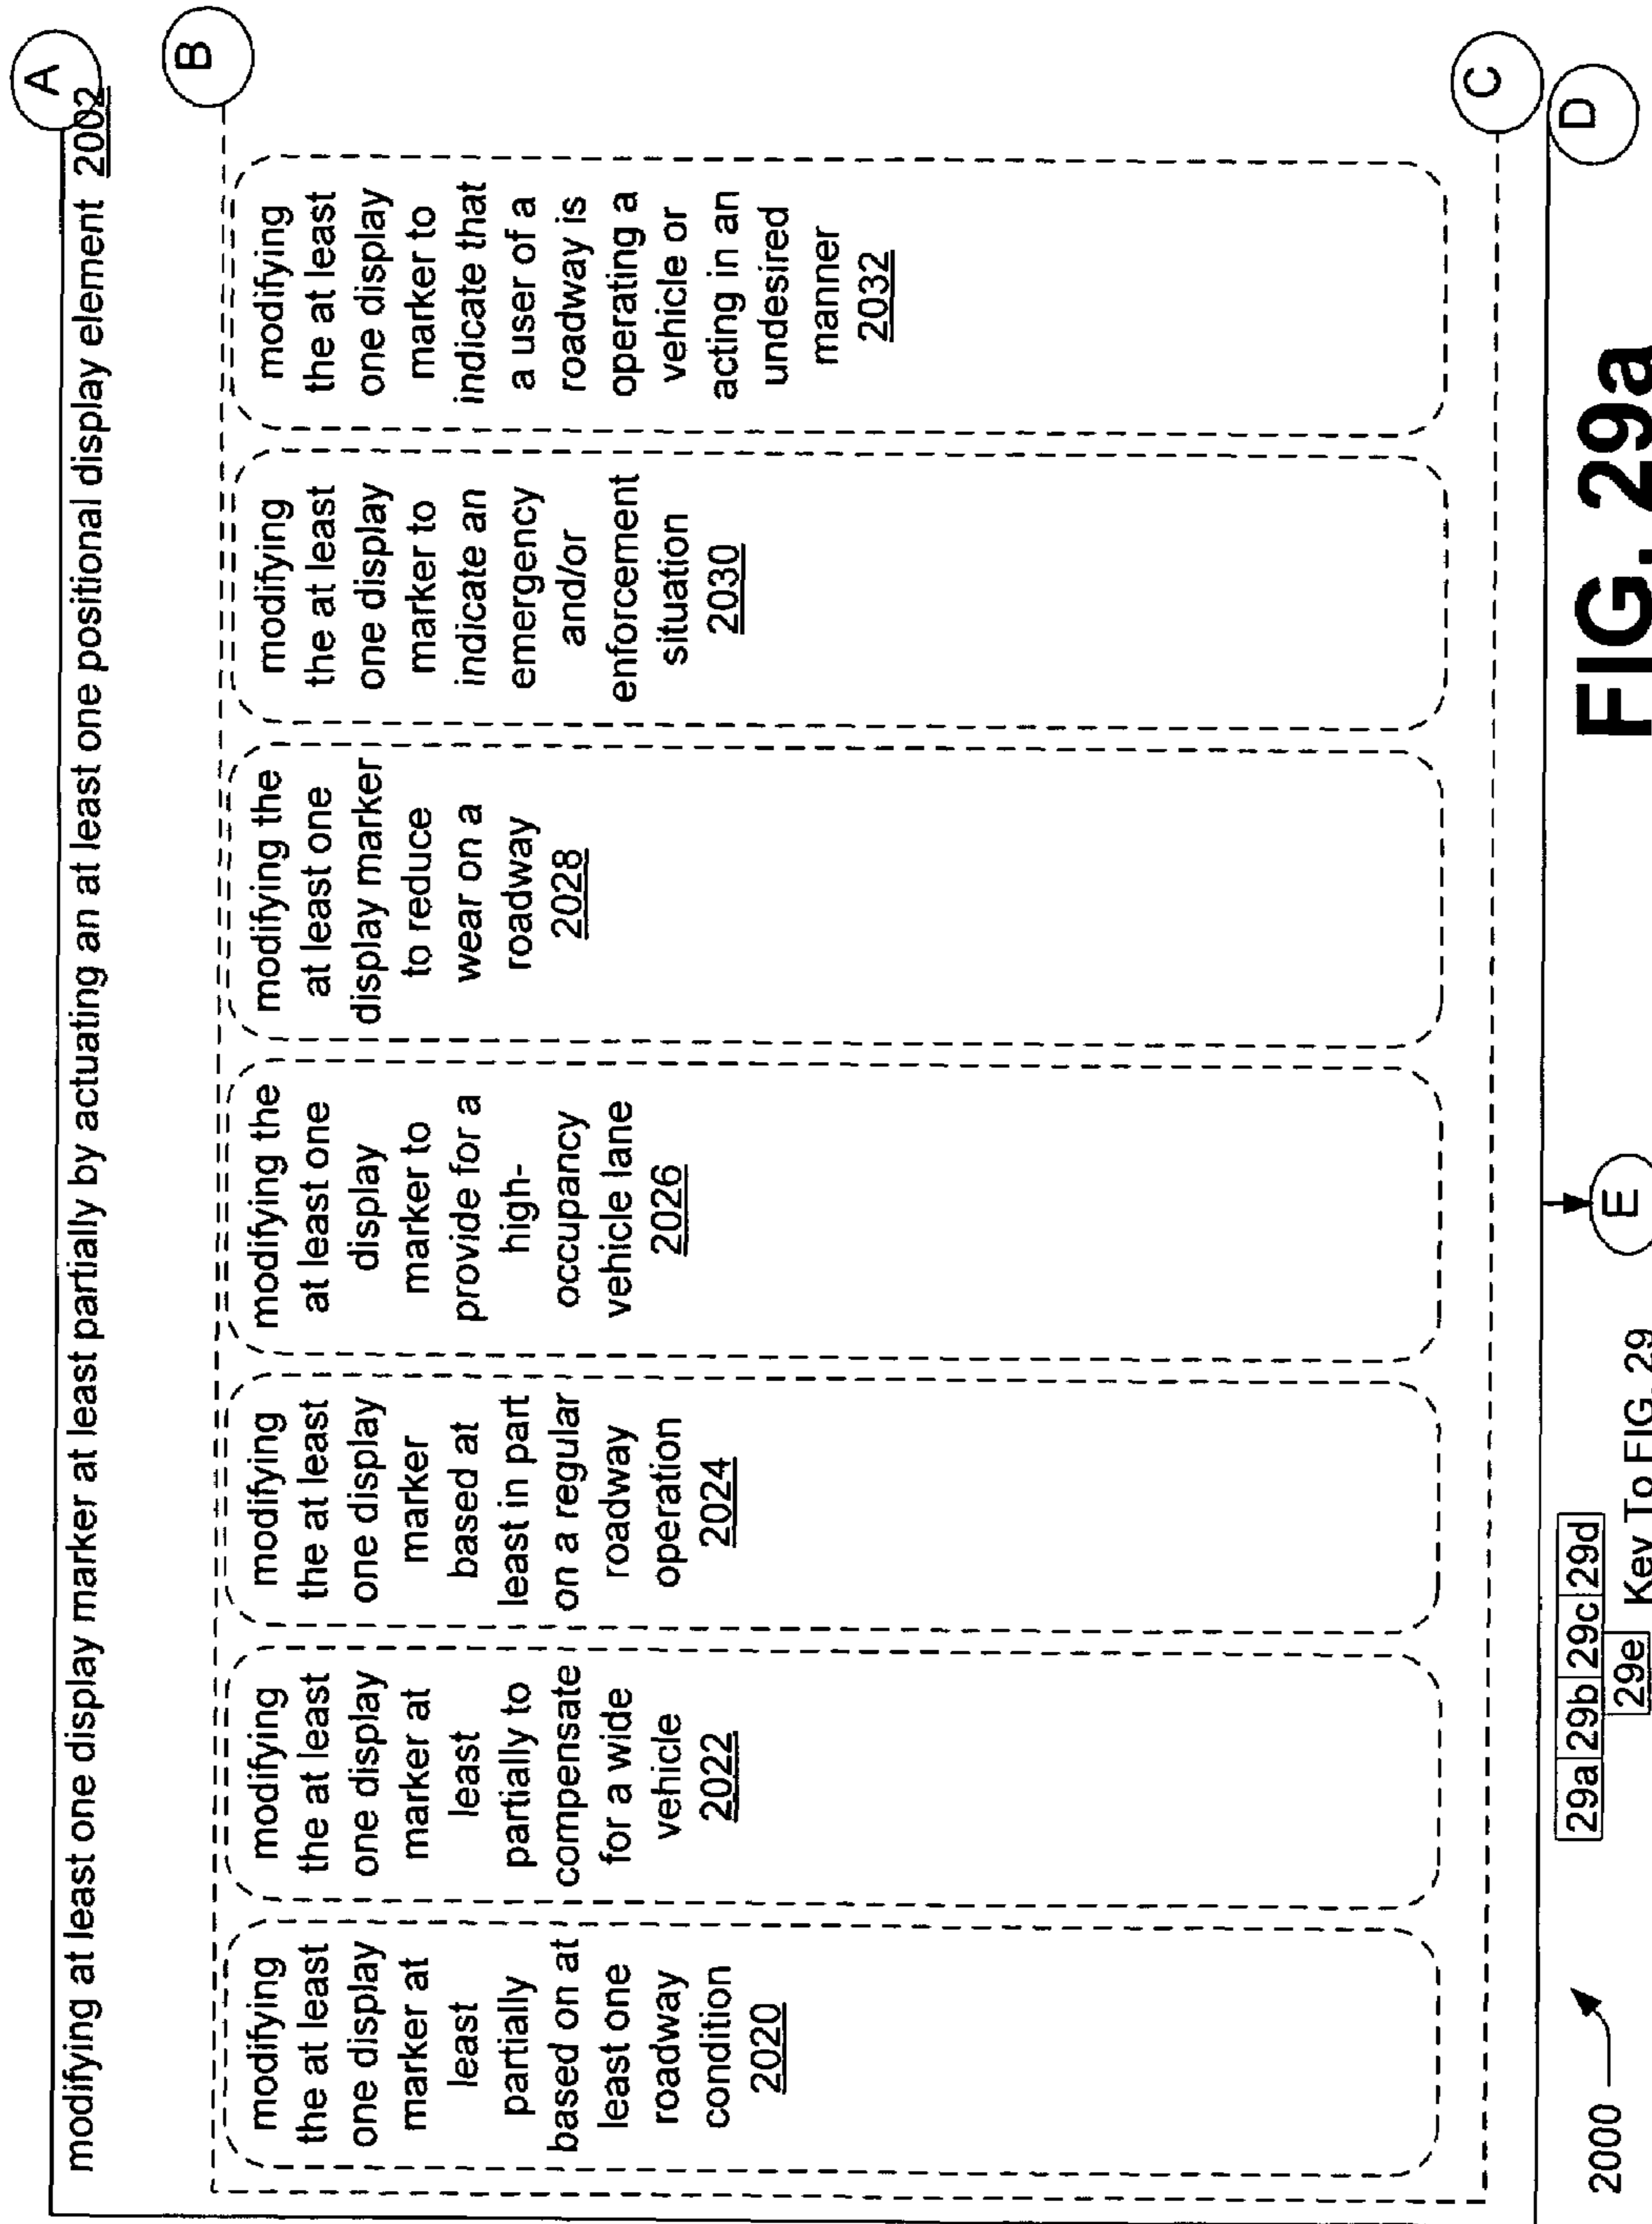 A
modifying at least one display marker at least partially by actuating an at least one positional display element 2002
B
modifying
the at least
one display
marker at
least
partially
based on at
least one
roadway
condition
2020
modifying
the at least
one display
marker at
least
partially to
compensate
for a wide
vehicle
2022
modifying
the at least
one display
marker
based at
least in part
on a regular
roadway
operation
2024
modifying the
at least one
display
marker to
provide for a
high-
occupancy
vehicle lane
2026
modifying the
at least one
display marker
to reduce
wear on a
roadway
2028
modifying
the at least
one display
marker to
indicate an
emergency
and/or
enforcement
situation
2030
modifying
the at least
one display
marker to
indicate that
a user of a
roadway is
operating a
vehicle or
acting in an
undesired
manner
2032
C
D
2000
29a 29b 29c 29d
29e Key To FIG. 29
E
FIG. 29a